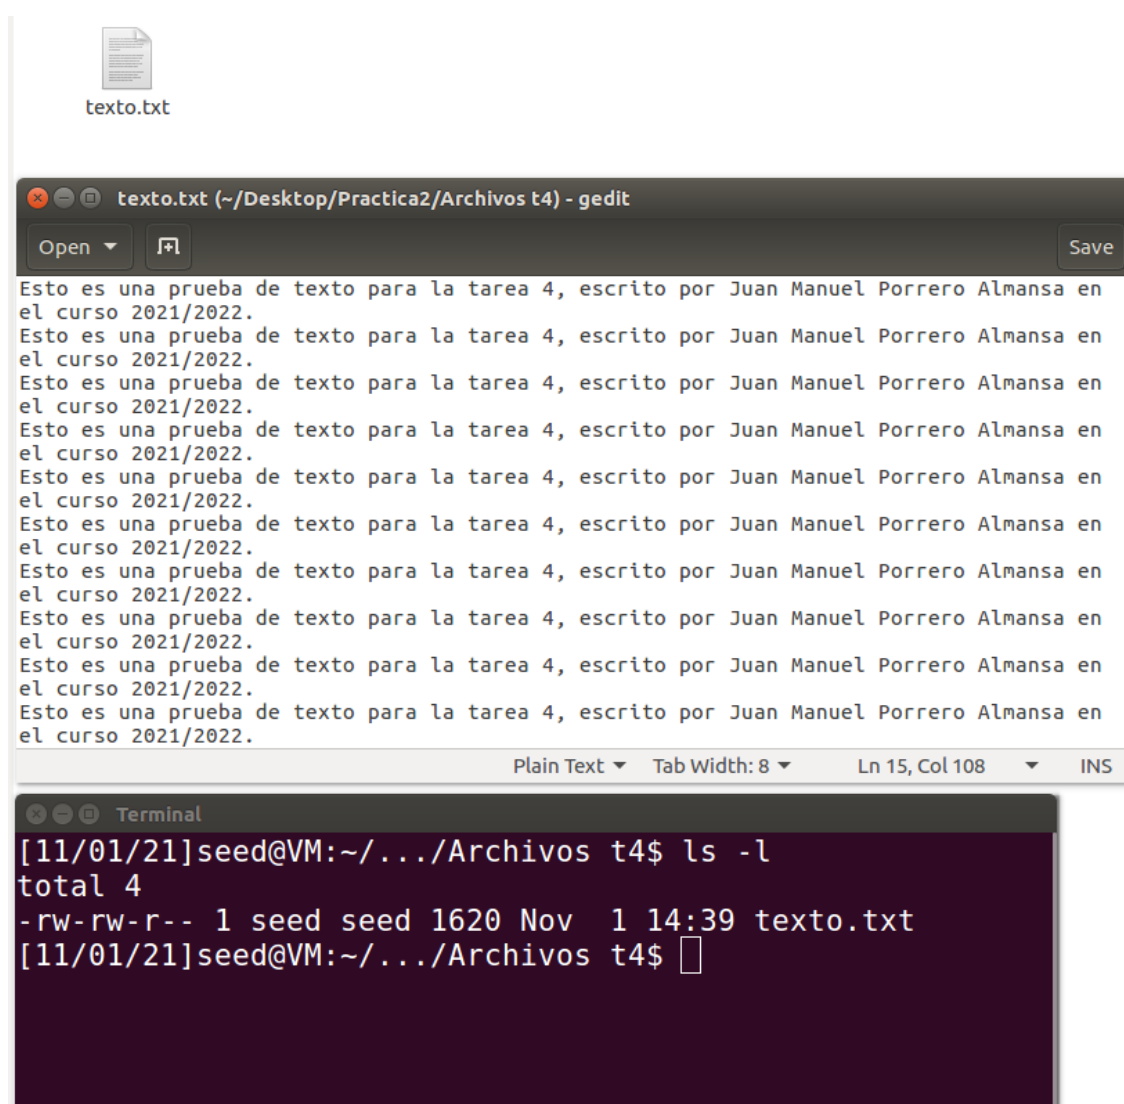 texto.txt
texto.txt (~/Desktop/Practica2/Archivos t4) - gedit
Open
Save
Esto es una prueba de texto para la tarea 4, escrito por Juan Manuel Porrero Almansa en
el curso 2021/2022.
Esto es una prueba de texto para la tarea 4, escrito por Juan Manuel Porrero Almansa en
el curso 2021/2022.
Esto es una prueba de texto para la tarea 4, escrito por Juan Manuel Porrero Almansa en
el curso 2021/2022.
Esto es una prueba de texto para la tarea 4, escrito por Juan Manuel Porrero Almansa en
el curso 2021/2022.
Esto es una prueba de texto para la tarea 4, escrito por Juan Manuel Porrero Almansa en
el curso 2021/2022.
Esto es una prueba de texto para la tarea 4, escrito por Juan Manuel Porrero Almansa en
el curso 2021/2022.
Esto es una prueba de texto para la tarea 4, escrito por Juan Manuel Porrero Almansa en
el curso 2021/2022.
Esto es una prueba de texto para la tarea 4, escrito por Juan Manuel Porrero Almansa en
el curso 2021/2022.
Esto es una prueba de texto para la tarea 4, escrito por Juan Manuel Porrero Almansa en
el curso 2021/2022.
Esto es una prueba de texto para la tarea 4, escrito por Juan Manuel Porrero Almansa en
el curso 2021/2022.
Plain Text Tab Width: 8 Ln 15, Col 108 INS
Terminal
[11/01/21]seed@VM:~/.../Archivos t4$ ls -l
total 4
-rw-rw-r-- 1 seed seed 1620 Nov  1 14:39 texto.txt
[11/01/21]seed@VM:~/.../Archivos t4$